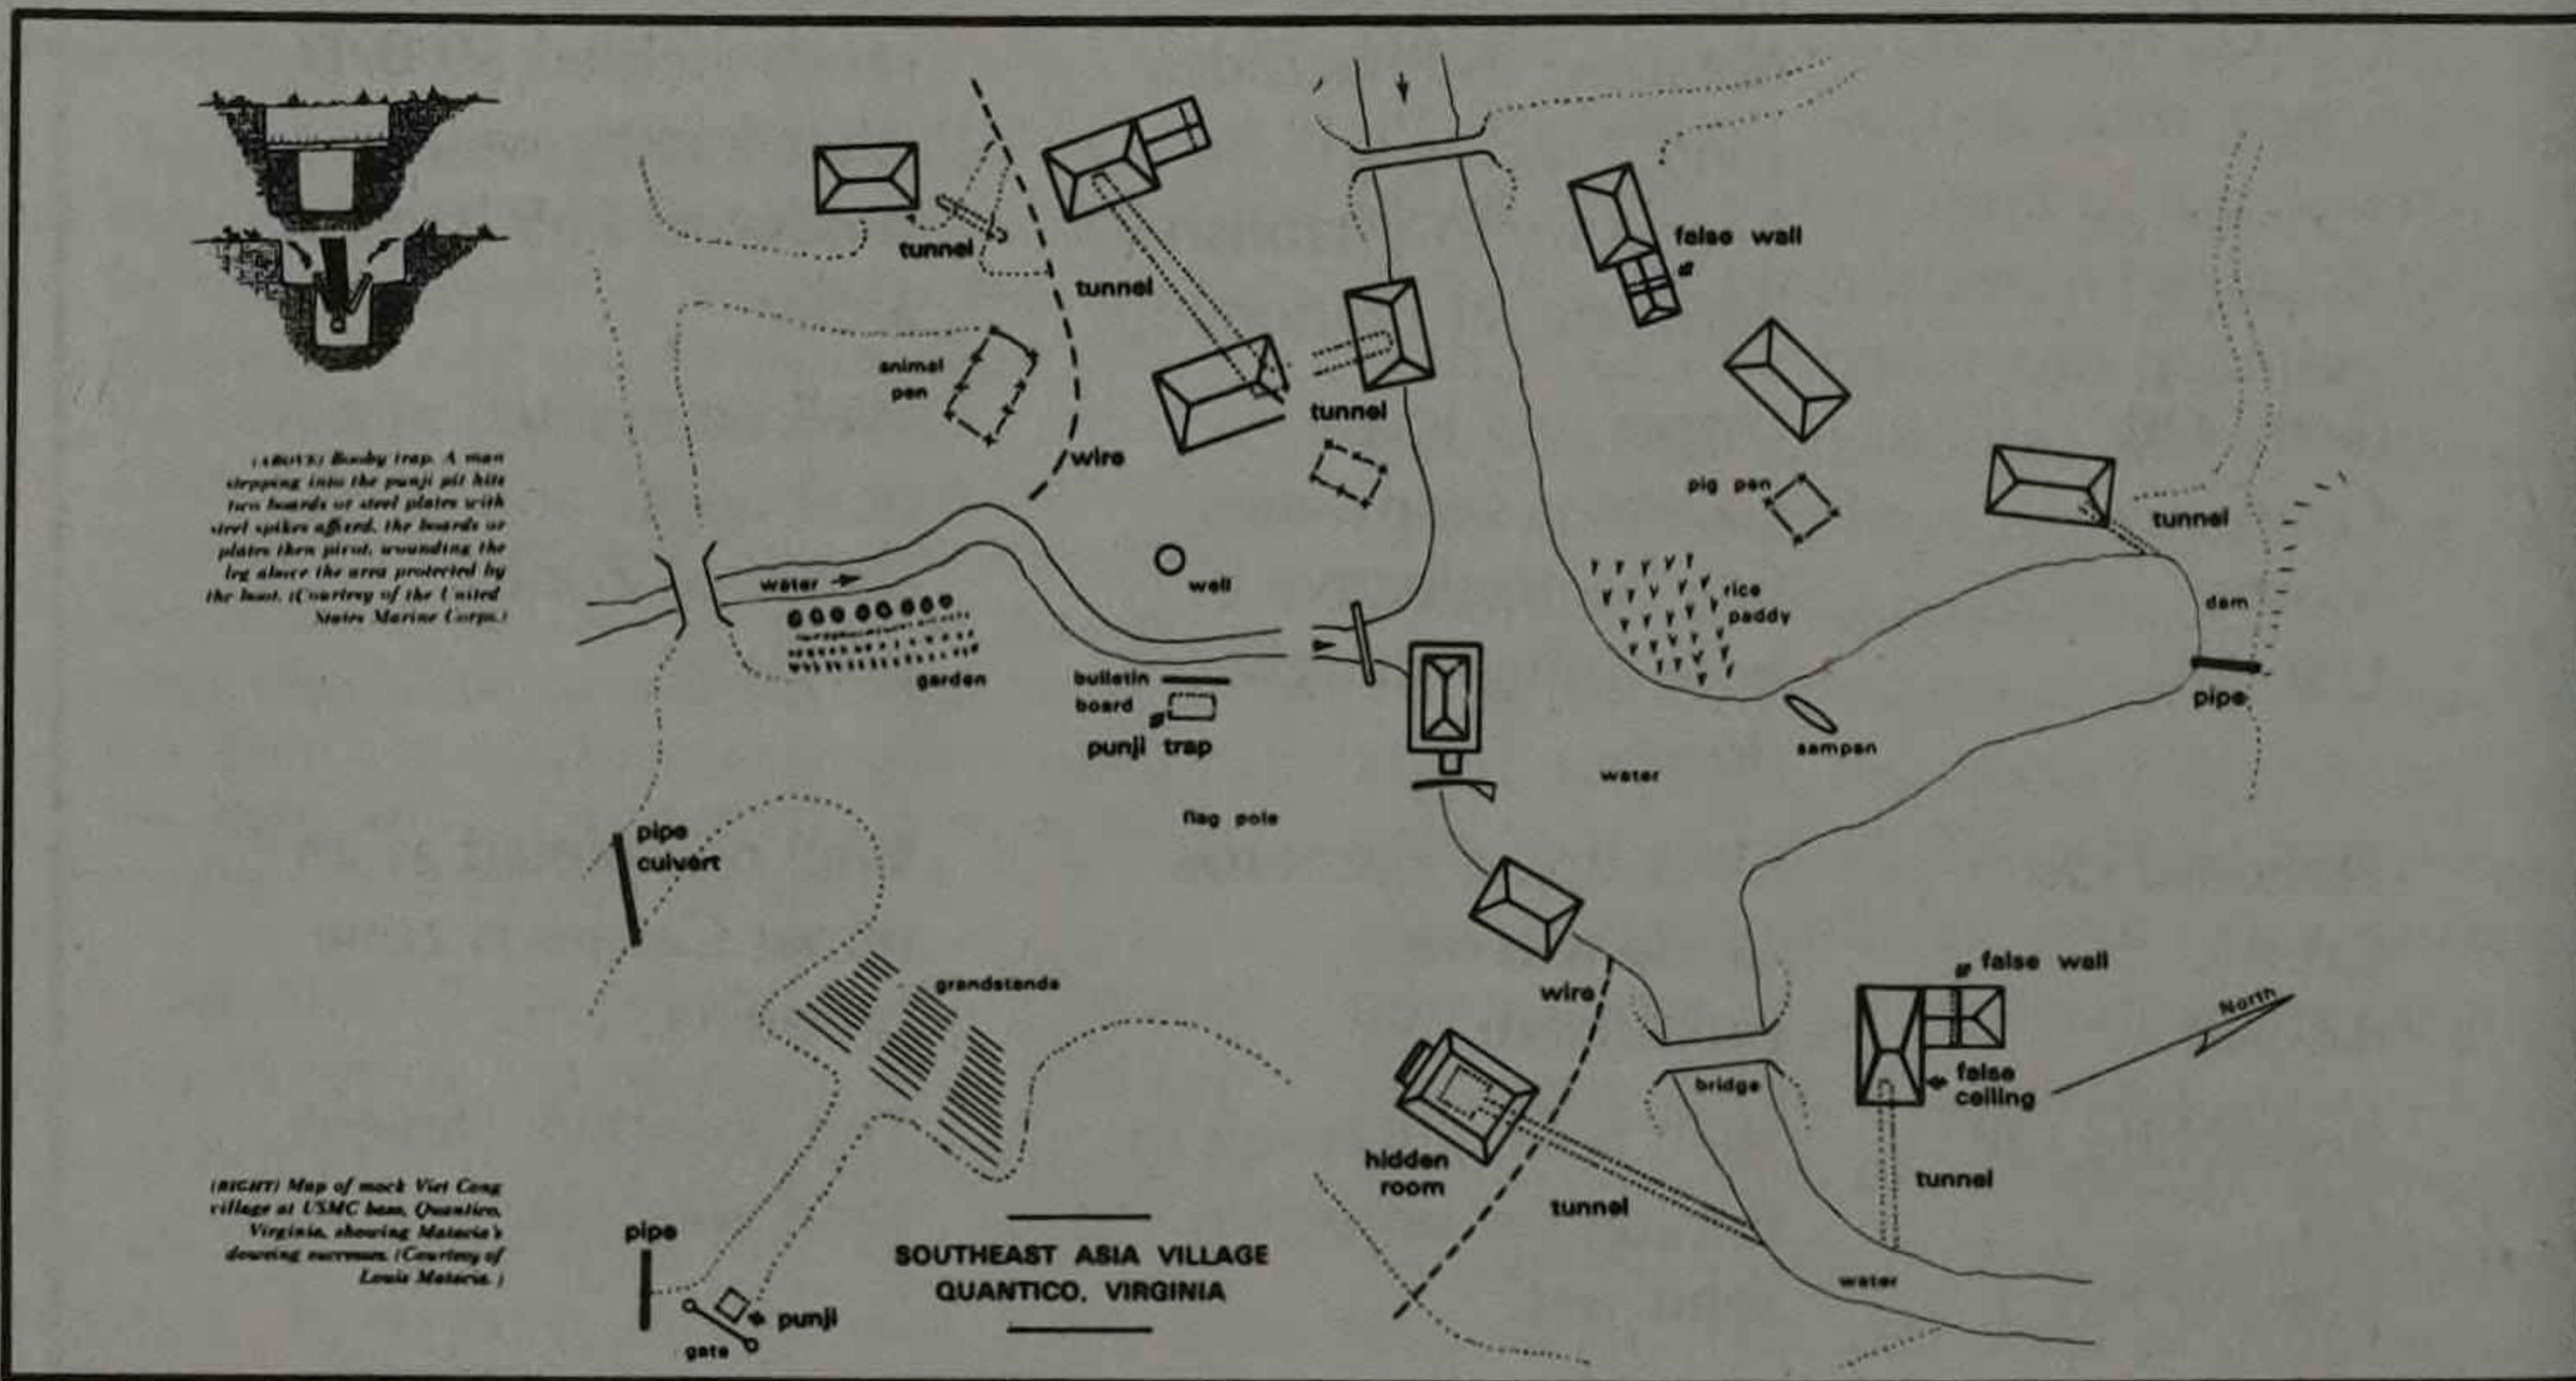 (ABOVE) Booby trap. A man
stepping into the punji pit hits
two boards or steel plates with
steel spikes affixed. the boards or
plates then pivot, wounding the
leg above the area protected by
the boot. (Courtesy of the United
States Marine Corps.)
(RIGHT) Map of mock Viet Cong
village at USMC base, Quantico,
Virginia, showing Matacia's
dowsing successes. (Courtesy of
Louis Matacia.)
tunnel
tunnel
false wall
animal
pen
tunnel
wire
pig pen
tunnel
water
well
rice
paddy
dam
garden
bulletin
board
punji trap
pipe
sampan
water
flag pole
pipe
culvert
grandstands
wire
false wall
North
bridge
false
ceiling
hidden
room
tunnel
tunnel
water
pipe
punji
gate
SOUTHEAST ASIA VILLAGE
QUANTICO, VIRGINIA